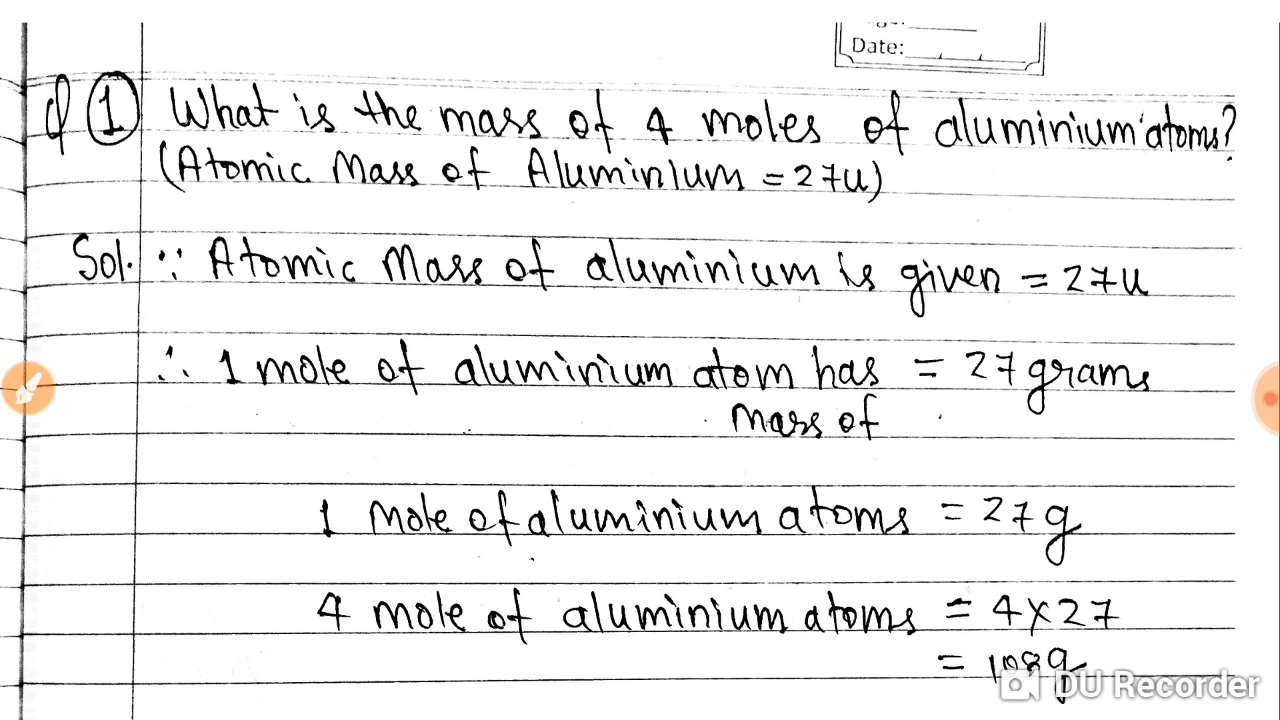 Date:
Q ① What is the mass of 4 moles of aluminium atoms?
(Atomic Mass of Aluminium = 27u)
Sol. ∵ Atomic Mass of aluminium is given = 27u
∴ 1 mole of aluminium atom has = 27 grams
mass of
1 mole of aluminium atoms = 27g
4 mole of aluminium atoms = 4×27
= 108g
DU Recorder